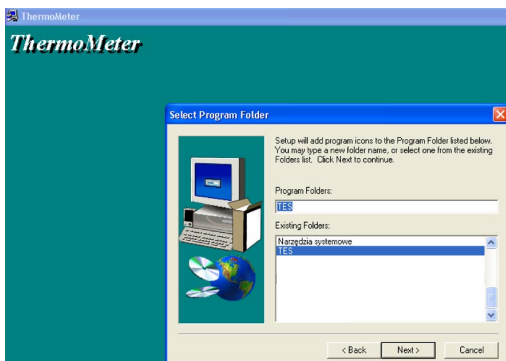 ThermoMeter
ThermoMeter
Select Program Folder
Setup will add program icons to the Program Folder listed below.
You may type a new folder name, or select one from the existing
Folders list. Click Next to continue.
Program Folders:
TES
Existing Folders:
Narzędzia systemowe
TES
< Back
Next >
Cancel